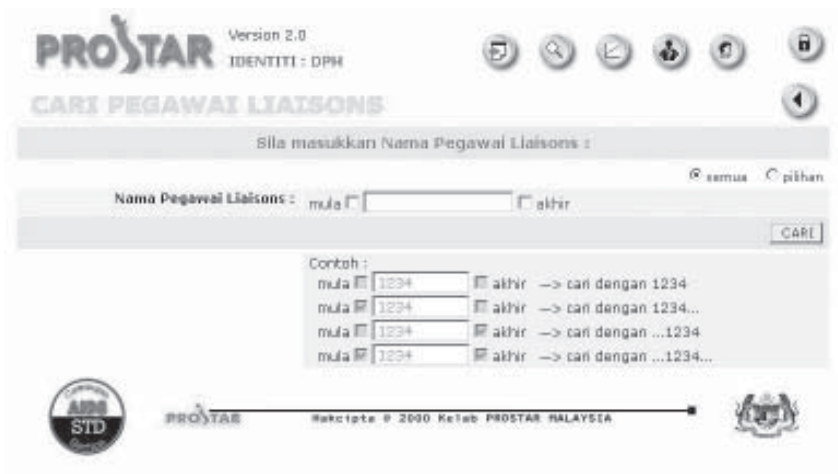 PROSTAR
Version 2.0
IDENTITI : DPH
CARI PEGAWAI LIAISONS
Sila masukkan Nama Pegawai Liaisons :
semua pilihan
Nama Pegawai Liaisons : mula akhir
CARI
Contoh :
mula 1234 akhir --> cari dengan 1234
mula 1234 akhir --> cari dengan 1234...
mula 1234 akhir --> cari dengan ...1234
mula 1234 akhir --> cari dengan ...1234...
AIDS
STD
PROSTAR
Hakcipta © 2000 Kelab PROSTAR MALAYSIA